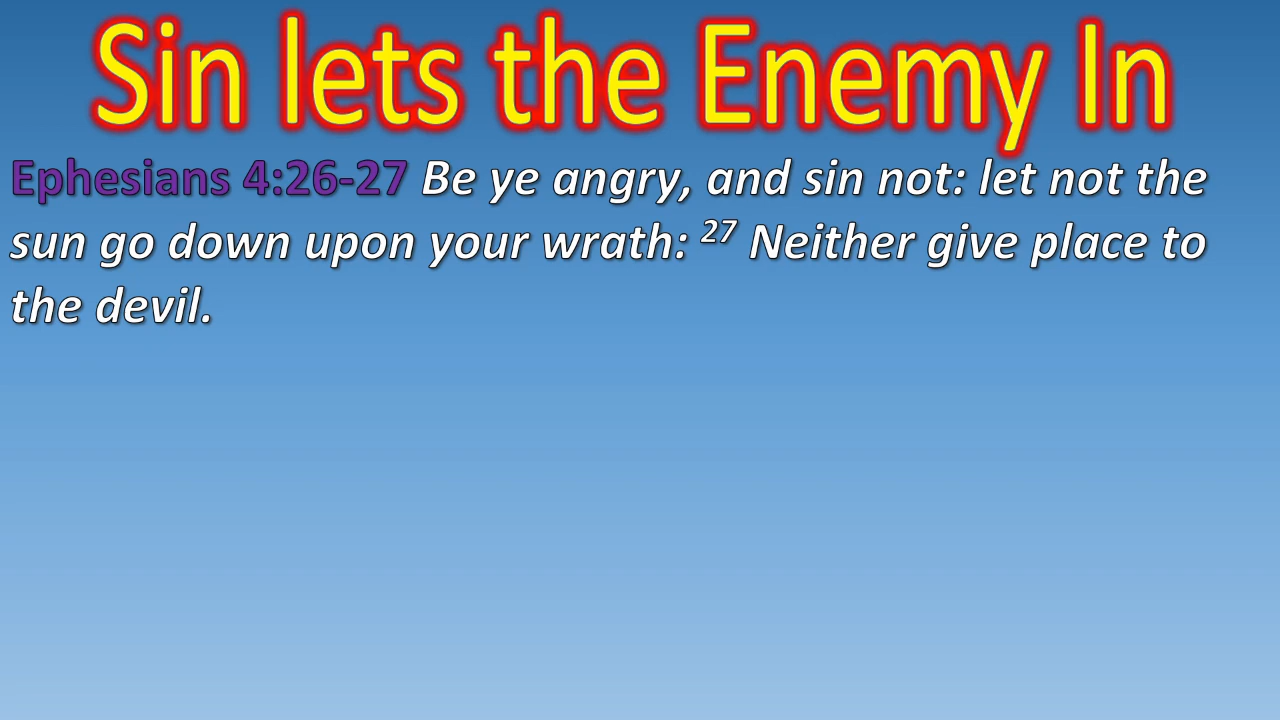 Sin lets the Enemy In
Ephesians 4:26-27 Be ye angry, and sin not: let not the
sun go down upon your wrath: 27 Neither give place to
the devil.